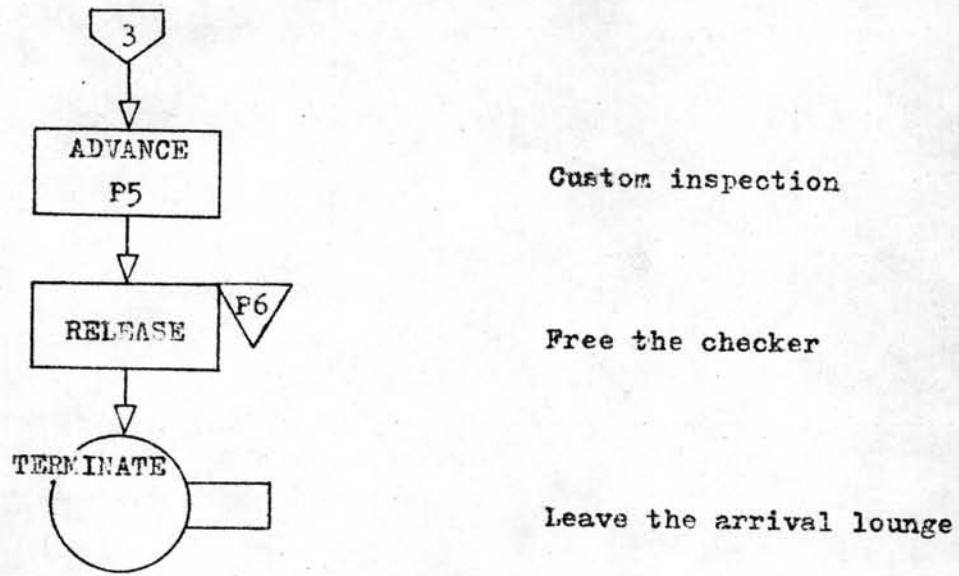 3
ADVANCE
P5
Custom inspection
P6
RELEASE
Free the checker
TERMINATE
Leave the arrival lounge